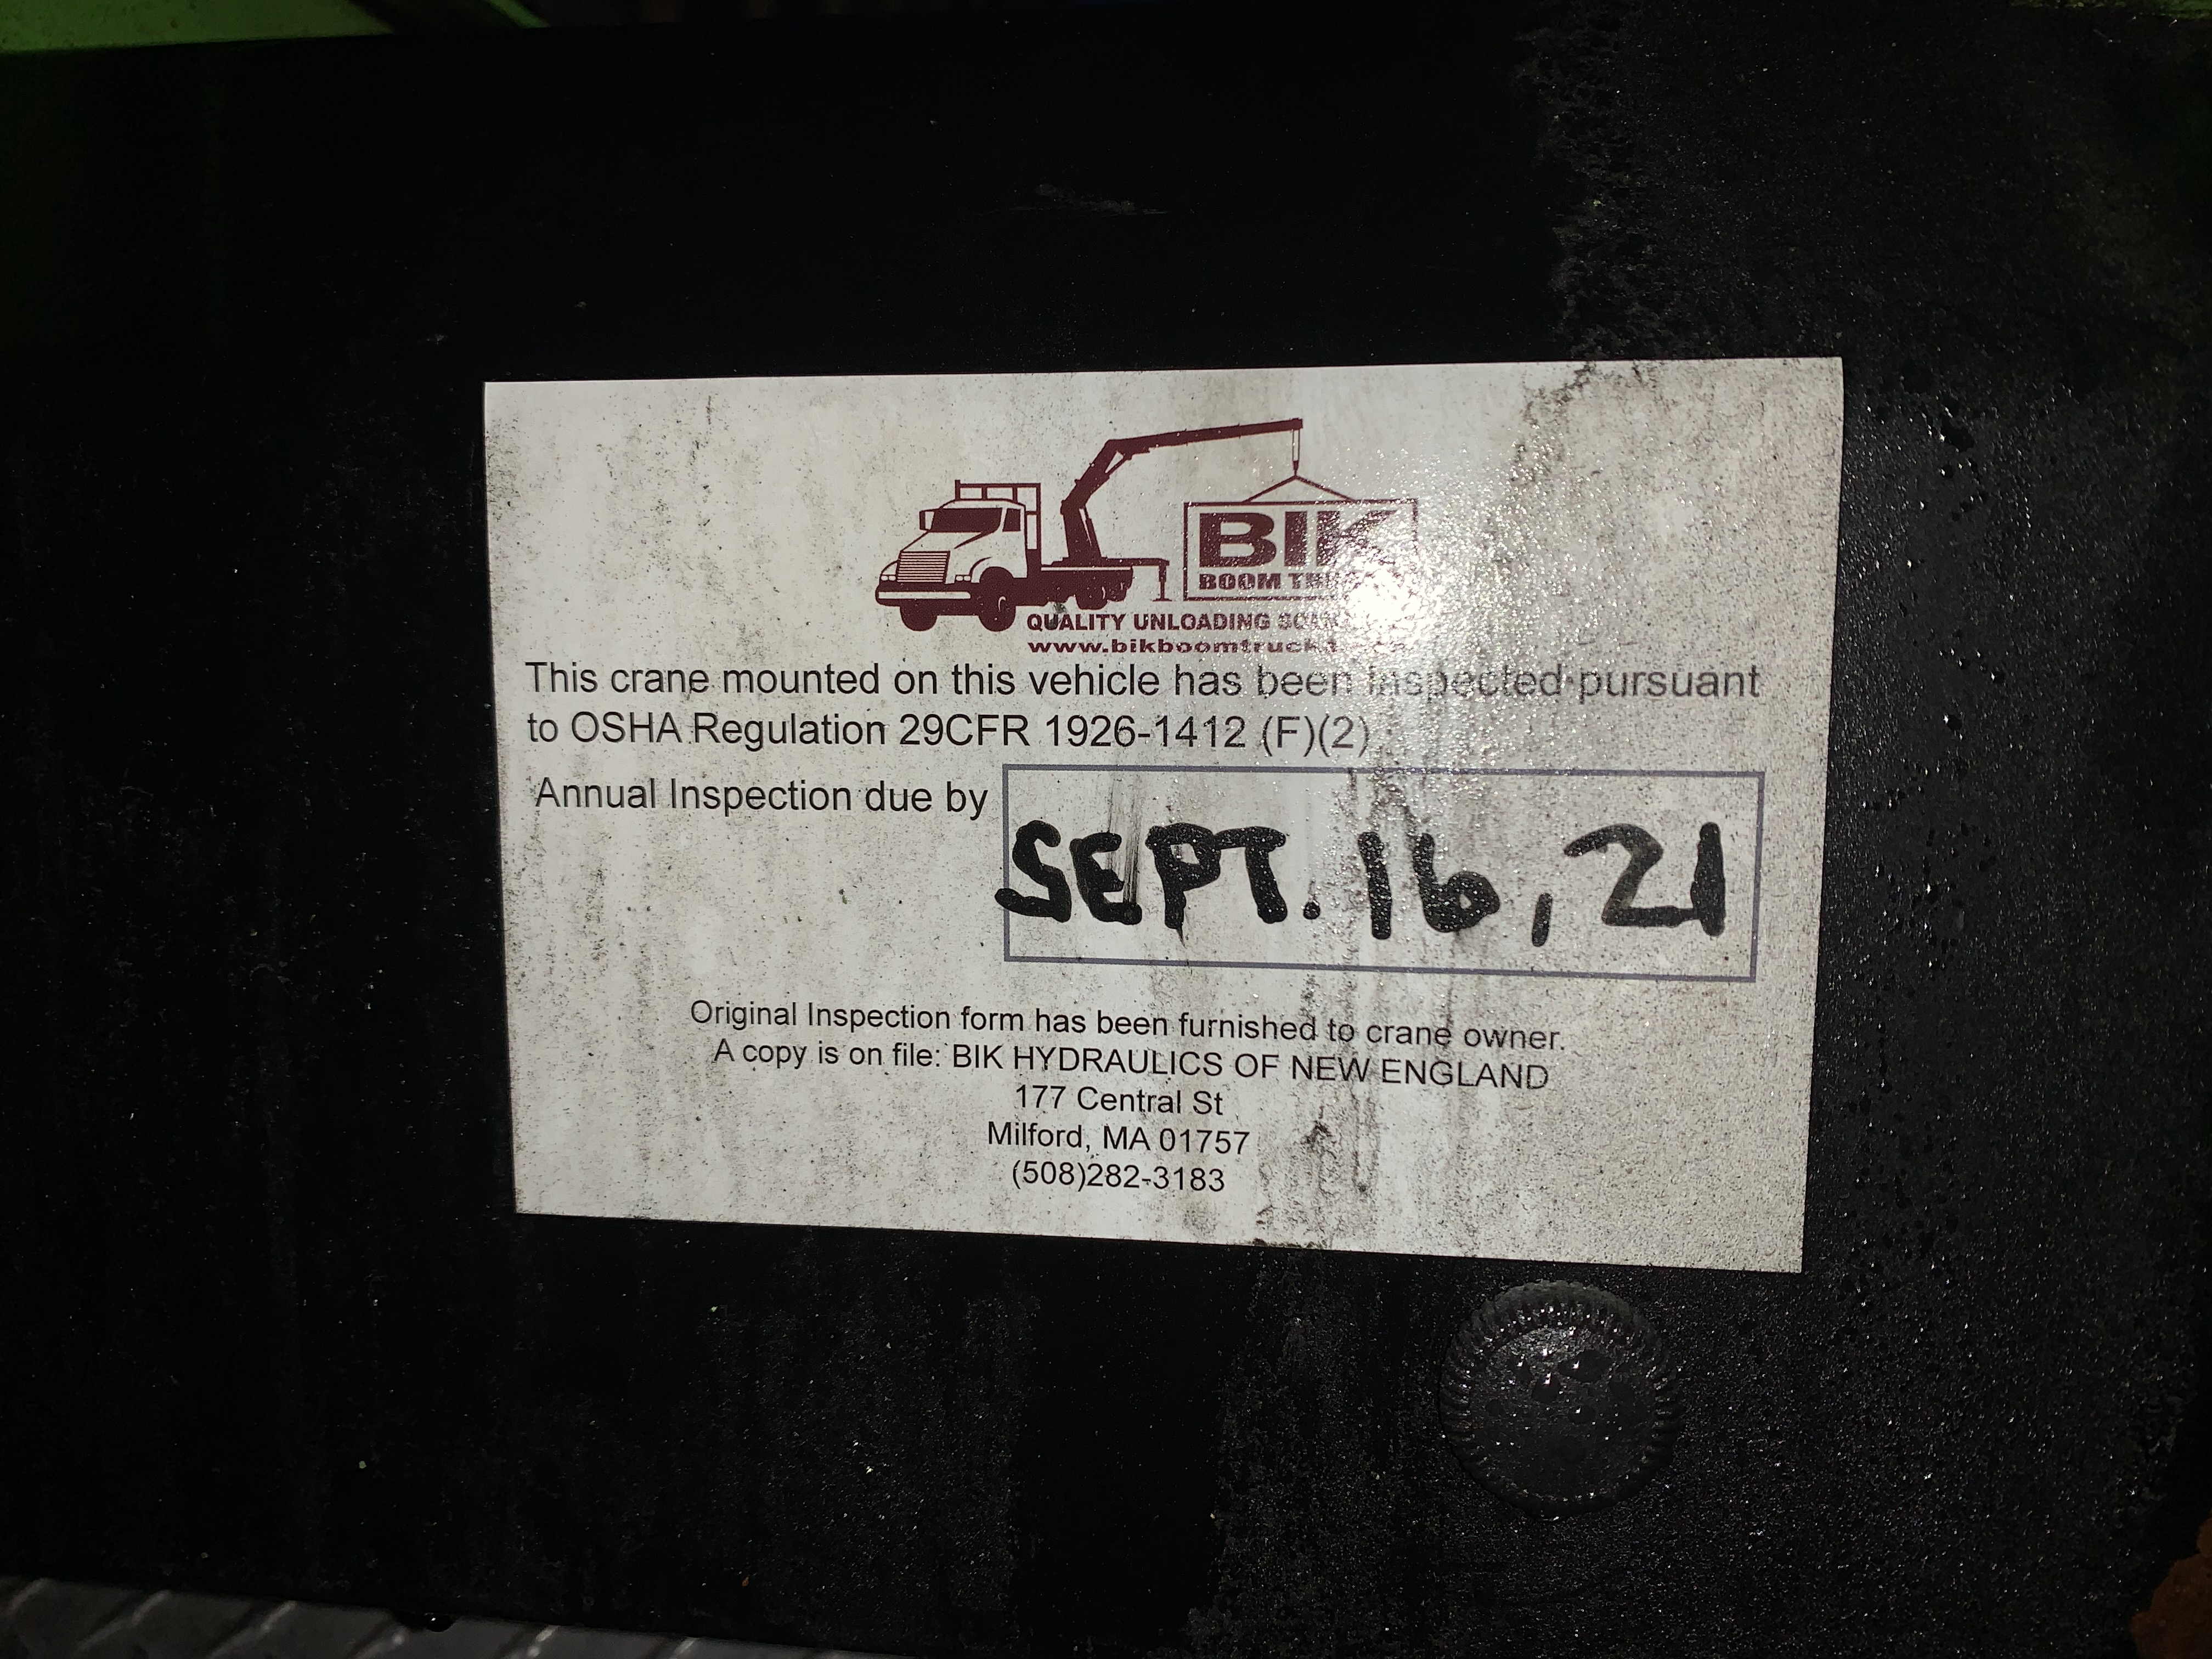 BIK
BOOM
QUALITY UNLOADING
This crane mounted on this vehicle has been inspected pursuant
to OSHA Regulation 29CFR 1926-1412 (F)(2)
Annual Inspection due by
SEPT. 16, 21
Original Inspection form has been furnished to crane owner.
A copy is on file: BIK HYDRAULICS OF NEW ENGLAND
177 Central St
Milford, MA 01757
(508)282-3183